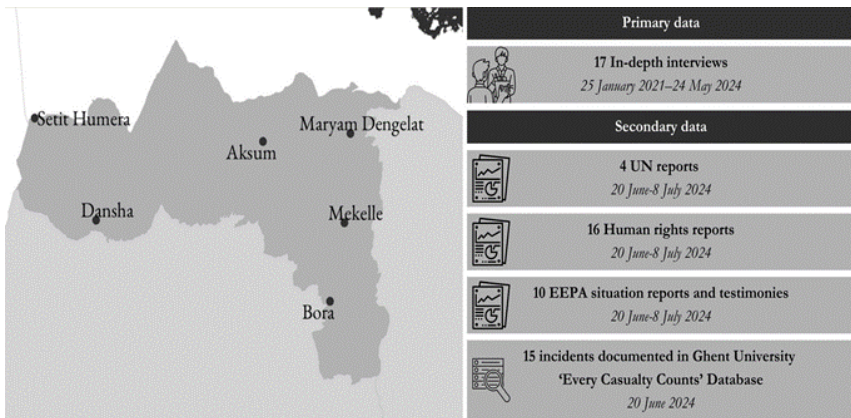 Setit Humera
Maryam Dengelat
Aksum
Dansha
Mekelle
Bora
Primary data
17 In-depth interviews
25 January 2021–24 May 2024
Secondary data
4 UN reports
20 June-8 July 2024
16 Human rights reports
20 June-8 July 2024
10 EEPA situation reports and testimonies
20 June-8 July 2024
15 incidents documented in Ghent University
‘Every Casualty Counts’ Database
20 June 2024